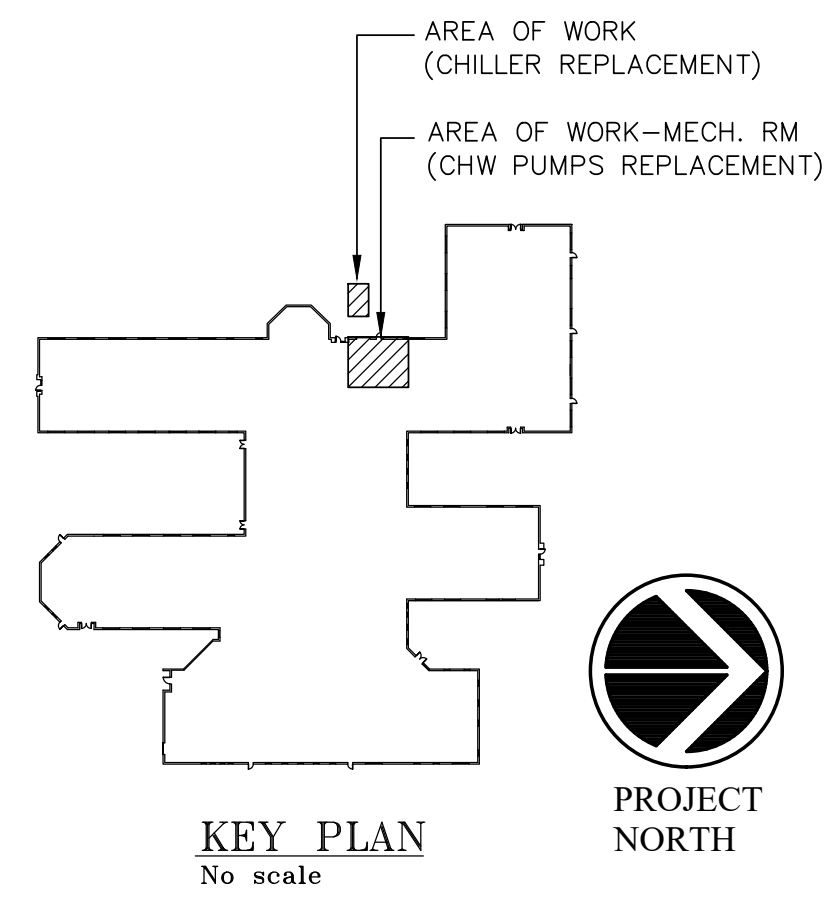 AREA OF WORK
(CHILLER REPLACEMENT)
AREA OF WORK-MECH. RM
(CHW PUMPS REPLACEMENT)
PROJECT
NORTH
KEY PLAN
No scale